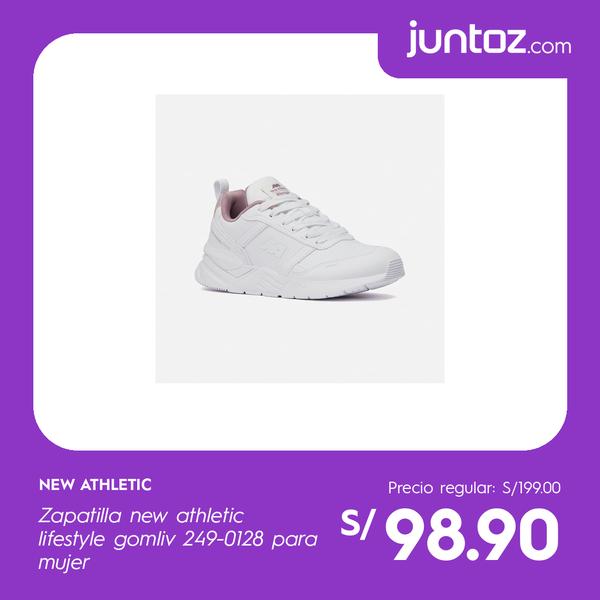 juntoz.com
NEW ATHLETIC
Zapatilla new athletic
lifestyle gomliv 249-0128 para
mujer
Precio regular: S/199.00
S/ 98.90